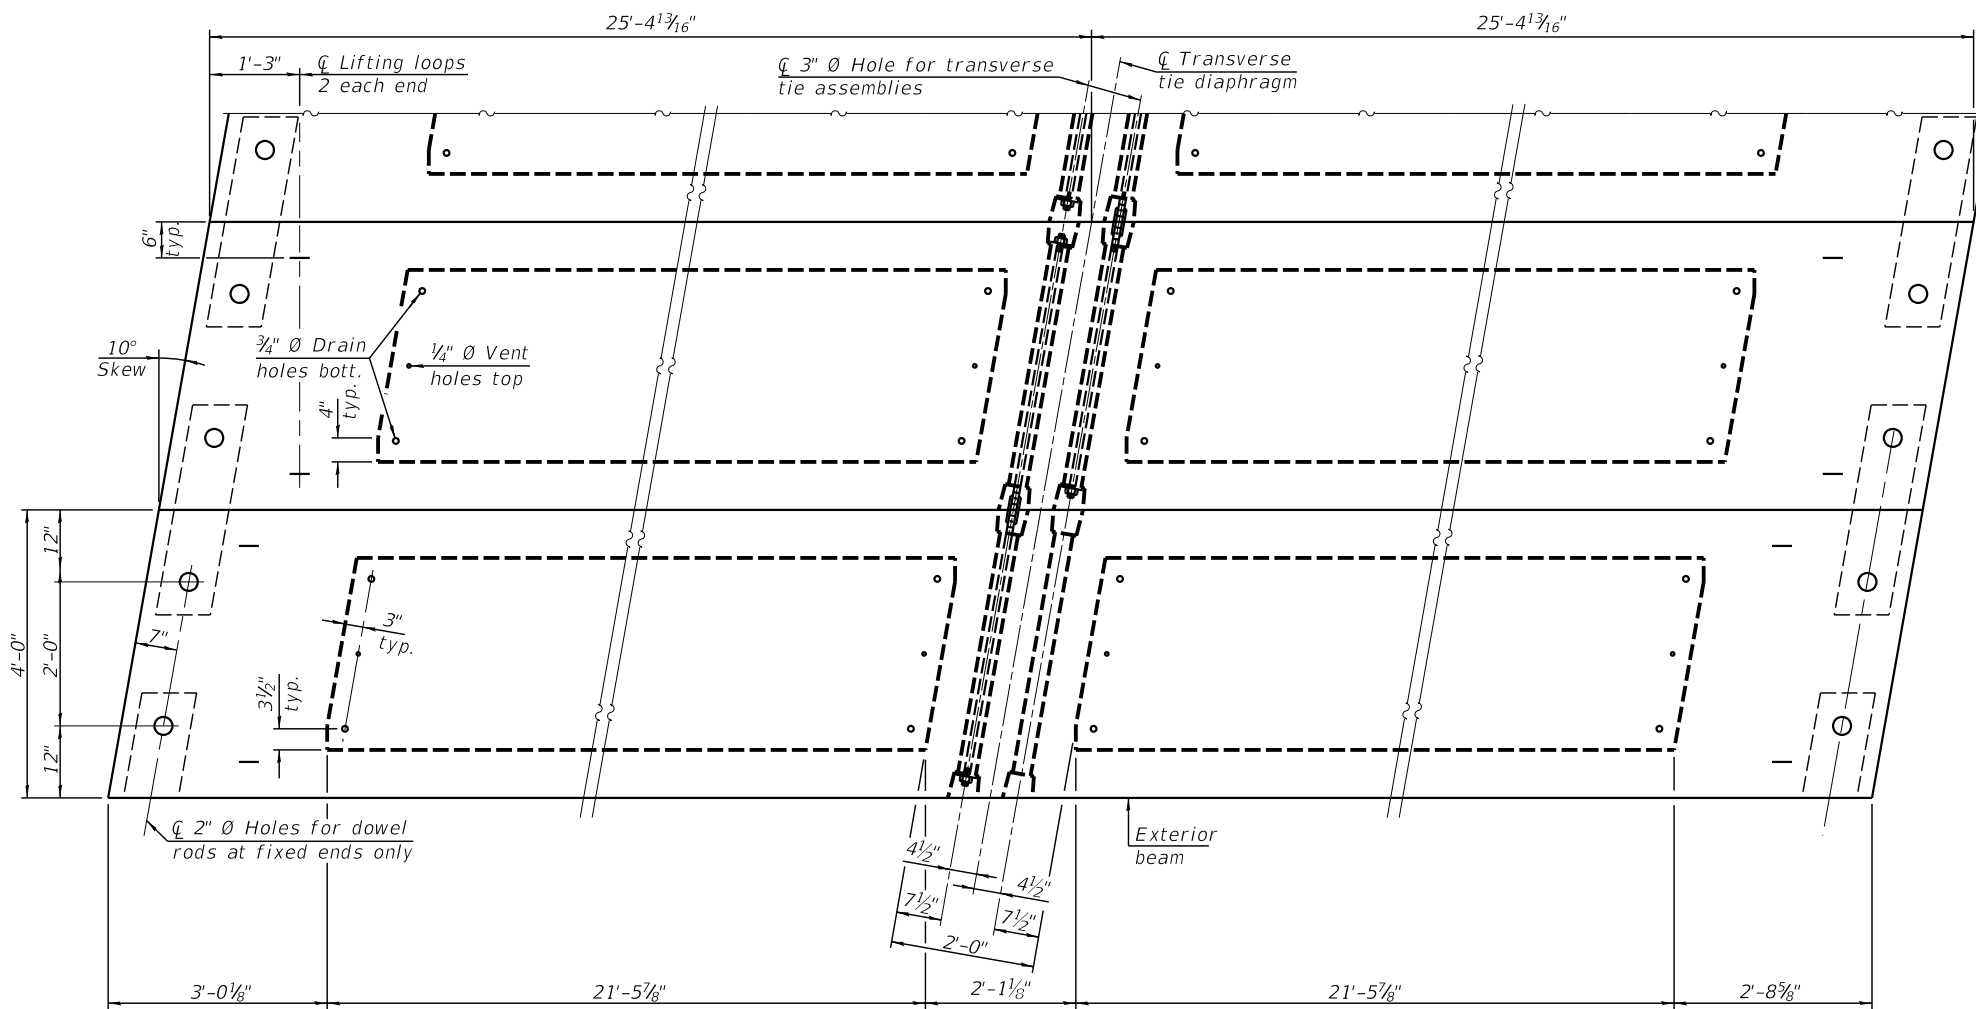 25'-4 13/16"
25'-4 13/16"
1'-3"
℄ Lifting loops
2 each end
℄ 3" Ø Hole for transverse
tie assemblies
℄ Transverse
tie diaphragm
6"
typ.
10°
Skew
3/4" Ø Drain
holes bott.
1/4" Ø Vent
holes top
4"
typ.
12"
4'-0"
2'-0"
12"
7"
3"
typ.
3 1/2"
typ.
℄ 2" Ø Holes for dowel
rods at fixed ends only
Exterior
beam
4 1/2"
4 1/2"
7 1/2"
7 1/2"
2'-0"
3'-0 1/8"
21'-5 7/8"
2'-1 1/8"
21'-5 7/8"
2'-8 5/8"